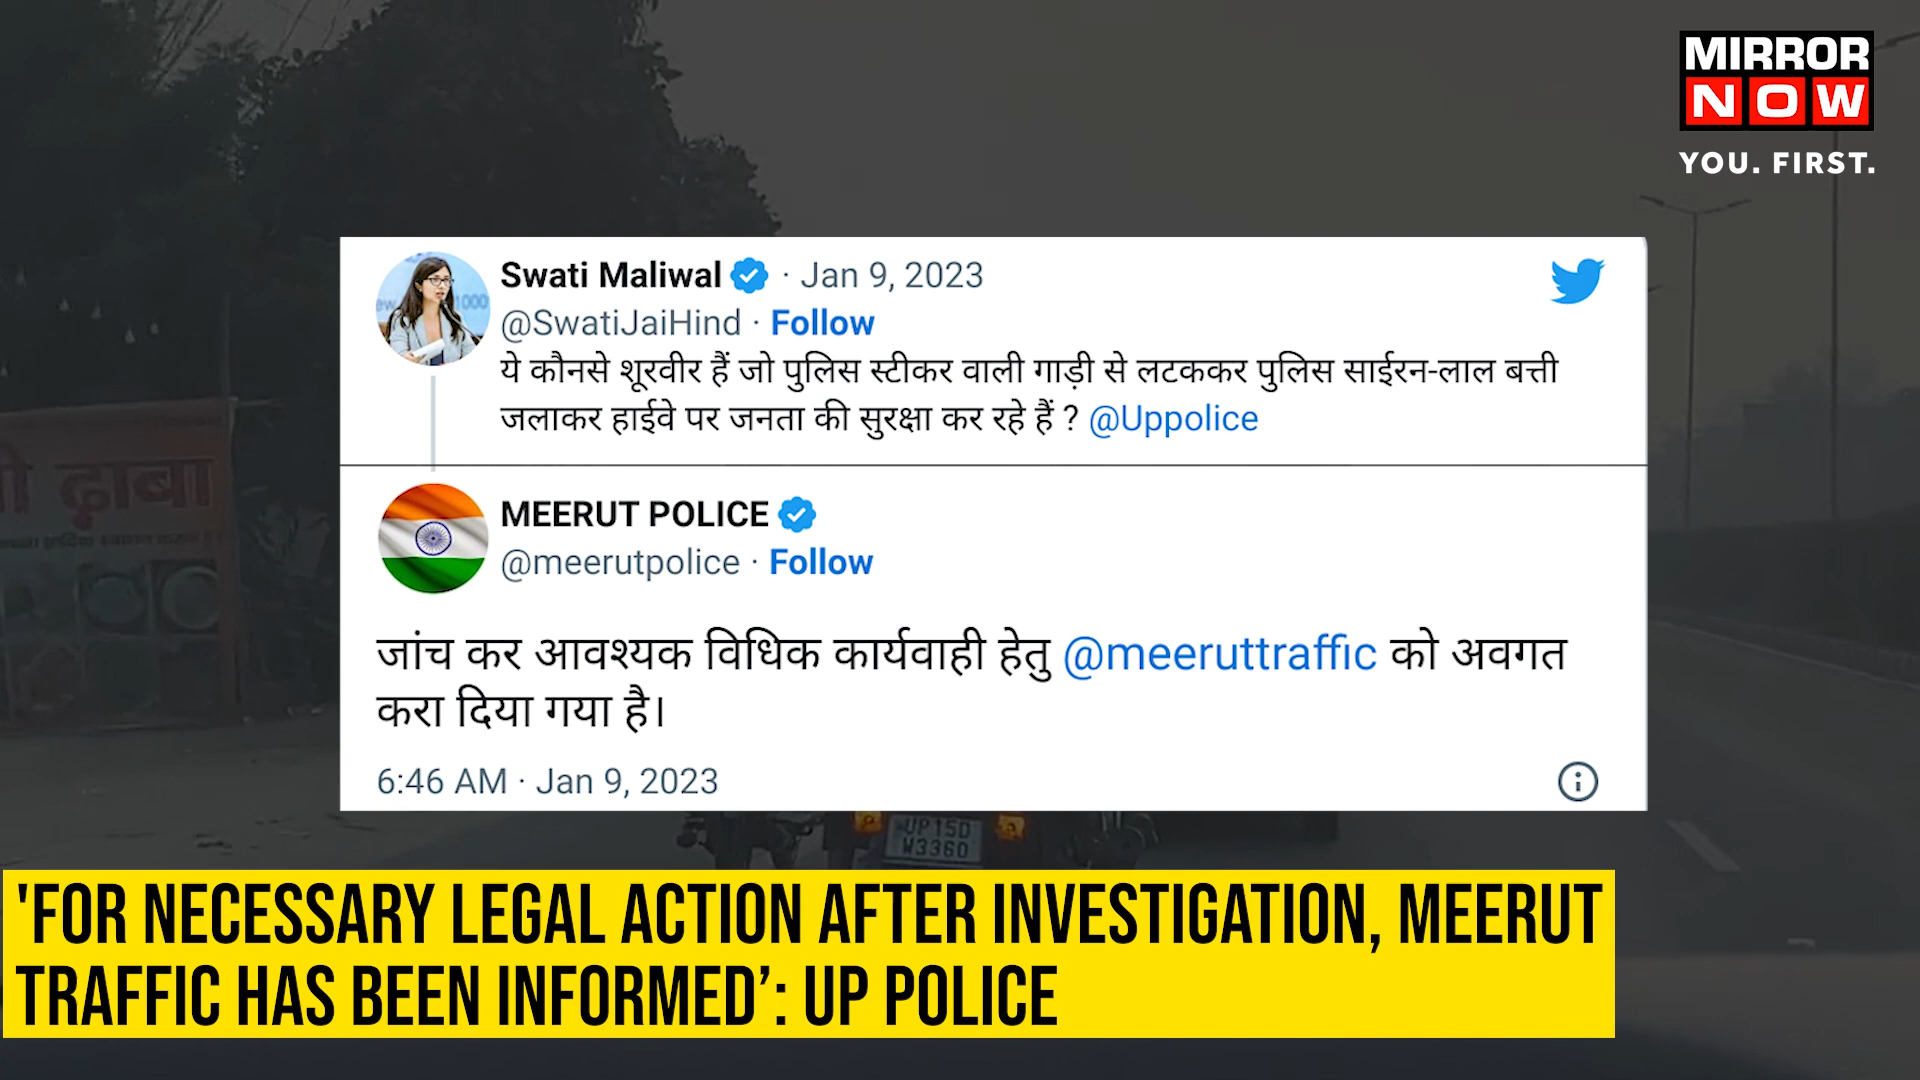 MIRROR
NOW
YOU. FIRST.
Swati Maliwal · Jan 9, 2023
@SwatiJaiHind · Follow
ये कौनसे शूरवीर हैं जो पुलिस स्टीकर वाली गाड़ी से लटककर पुलिस साईरन-लाल बत्ती
जलाकर हाईवे पर जनता की सुरक्षा कर रहे हैं ? @Uppolice
MEERUT POLICE
@meerutpolice · Follow
जांच कर आवश्यक विधिक कार्यवाही हेतु @meeruttraffic को अवगत
करा दिया गया है।
6:46 AM · Jan 9, 2023
ढाबा
UP15D
W3360
'FOR NECESSARY LEGAL ACTION AFTER INVESTIGATION, MEERUT
TRAFFIC HAS BEEN INFORMED’: UP POLICE